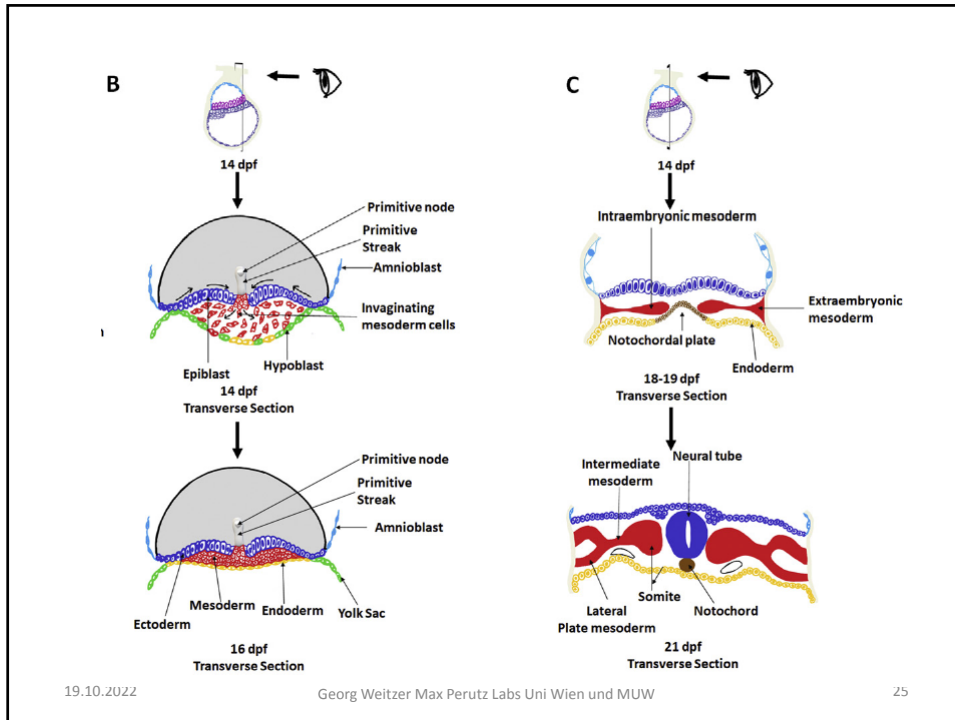 B
14 dpf
Primitive node
Primitive
Streak
Amnioblast
Invaginating
mesoderm cells
Hypoblast
Epiblast
14 dpf
Transverse Section
Primitive node
Primitive
Streak
Amnioblast
Mesoderm
Endoderm
Yolk Sac
Ectoderm
16 dpf
Transverse Section
C
14 dpf
Intraembryonic mesoderm
Extraembryonic
mesoderm
Notochordal plate
Endoderm
18-19 dpf
Transverse Section
Neural tube
Intermediate
mesoderm
Somite
Notochord
Lateral
Plate mesoderm
21 dpf
Transverse Section
19.10.2022
Georg Weitzer Max Perutz Labs Uni Wien und MUW
25